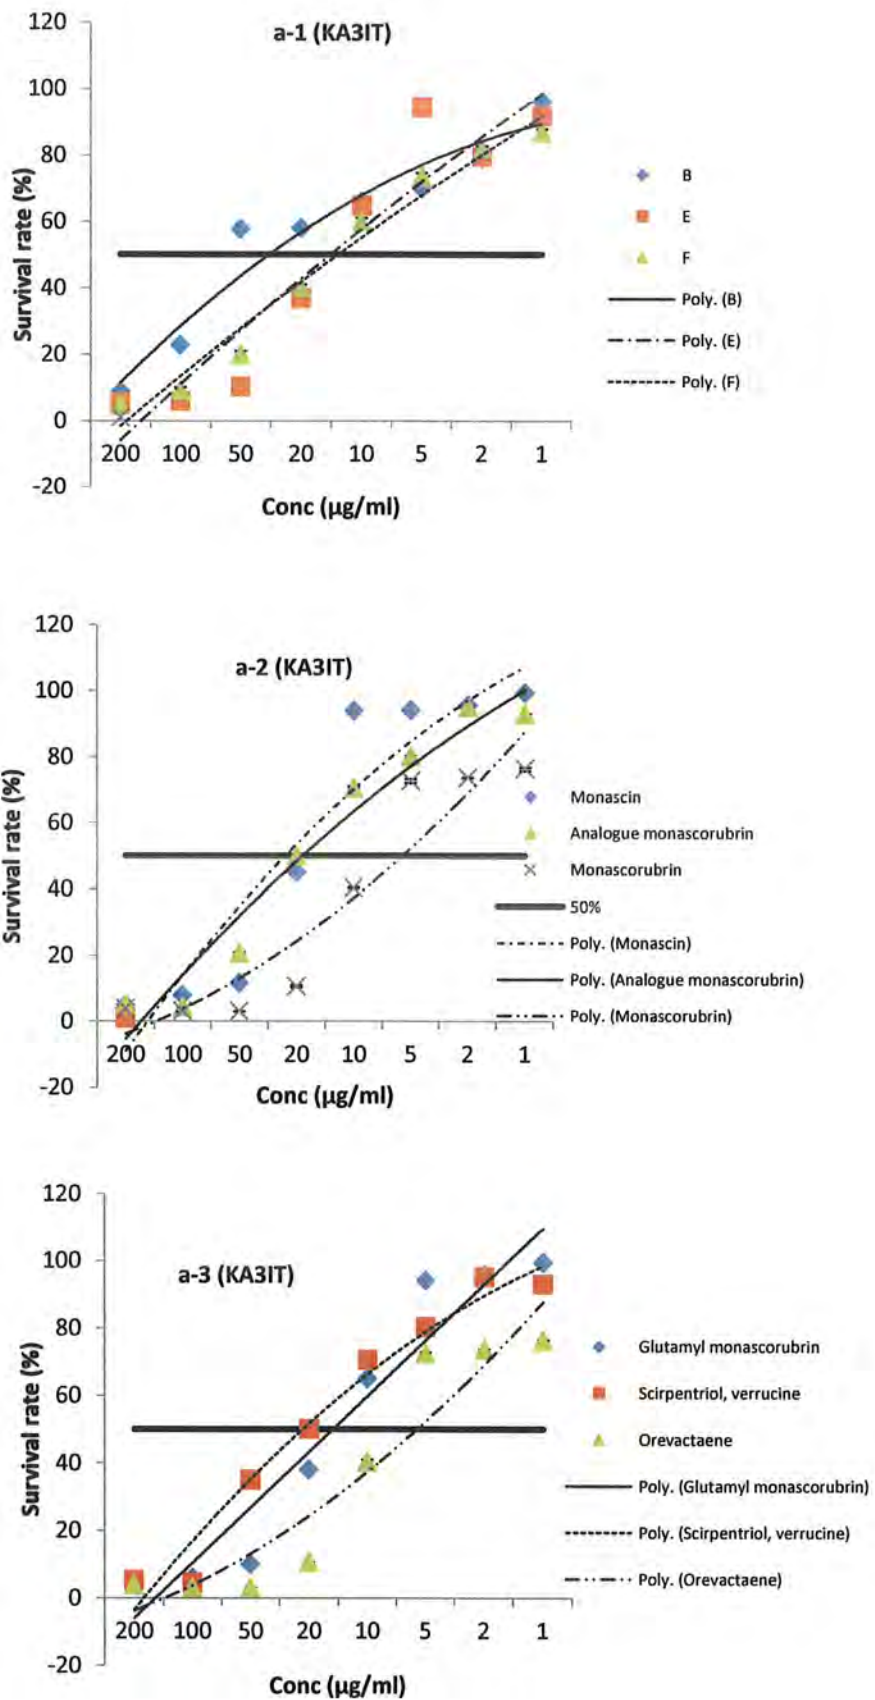 a-1 (KA3IT)
120
100
80
60
40
20
0
-20
Survival rate (%)
200 100 50 20 10 5 2 1
Conc (µg/ml)
B
E
F
Poly. (B)
Poly. (E)
Poly. (F)
a-2 (KA3IT)
120
100
80
60
40
20
0
-20
Survival rate (%)
200 100 50 20 10 5 2 1
Conc (µg/ml)
Monascin
Analogue monascorubrin
Monascorubrin
50%
Poly. (Monascin)
Poly. (Analogue monascorubrin)
Poly. (Monascorubrin)
a-3 (KA3IT)
120
100
80
60
40
20
0
-20
Survival rate (%)
200 100 50 20 10 5 2 1
Conc (µg/ml)
Glutamyl monascorubrin
Scirpentriol, verrucine
Orevactaene
Poly. (Glutamyl monascorubrin)
Poly. (Scirpentriol, verrucine)
Poly. (Orevactaene)